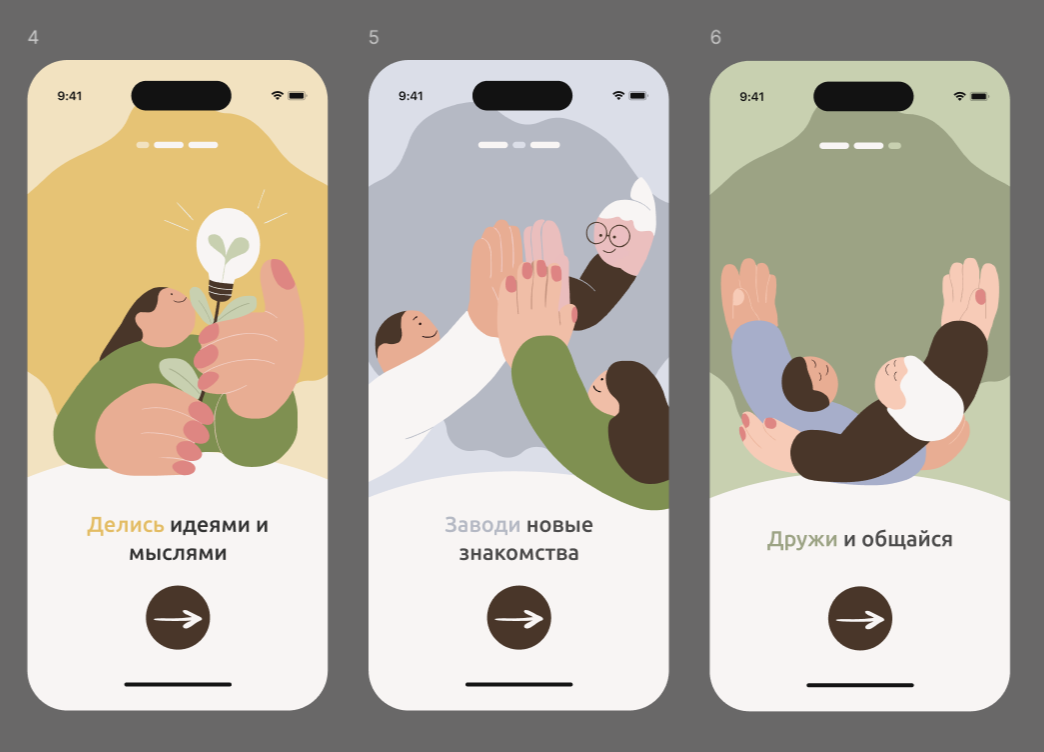 4
5
6
9:41
9:41
9:41
Делись идеями и
мыслями
Заводи новые
знакомства
Дружи и общайся